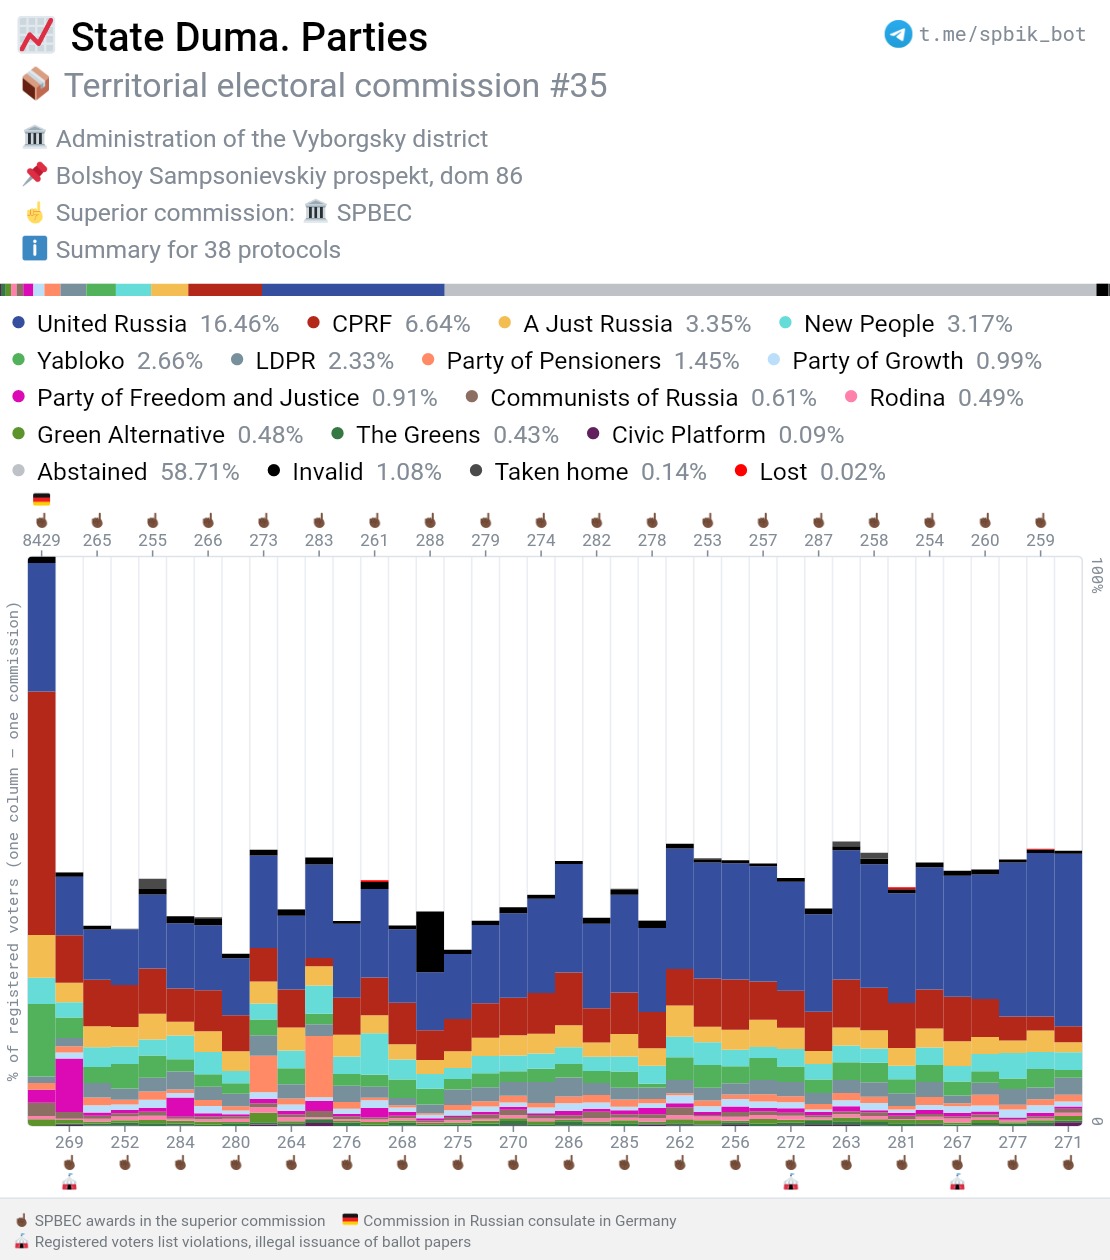 State Duma. Parties
t.me/spbik_bot
Territorial electoral commission #35
Administration of the Vyborgsky district
Bolshoy Sampsonievskiy prospekt, dom 86
Superior commission: SPBEC
Summary for 38 protocols
United Russia 16.46% CPRF 6.64% A Just Russia 3.35% New People 3.17%
Yabloko 2.66% LDPR 2.33% Party of Pensioners 1.45% Party of Growth 0.99%
Party of Freedom and Justice 0.91% Communists of Russia 0.61% Rodina 0.49%
Green Alternative 0.48% The Greens 0.43% Civic Platform 0.09%
Abstained 58.71% Invalid 1.08% Taken home 0.14% Lost 0.02%
8429 265 255 266 273 283 261 288 279 274 282 278 253 257 287 258 254 260 259
100%
% of registered voters (one column — one commission)
0
269 252 284 280 264 276 268 275 270 286 285 262 256 272 263 281 267 277 271
SPBEC awards in the superior commission Commission in Russian consulate in Germany
Registered voters list violations, illegal issuance of ballot papers